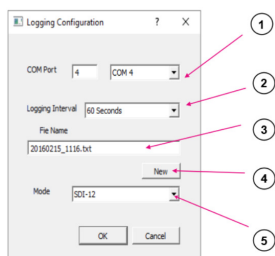 Logging Configuration ? X
1
COM Port 4 COM 4
2
Logging Interval 60 Seconds
Fie Name
3
20160215_1116.txt
New
4
Mode SDI-12
OK Cancel
5